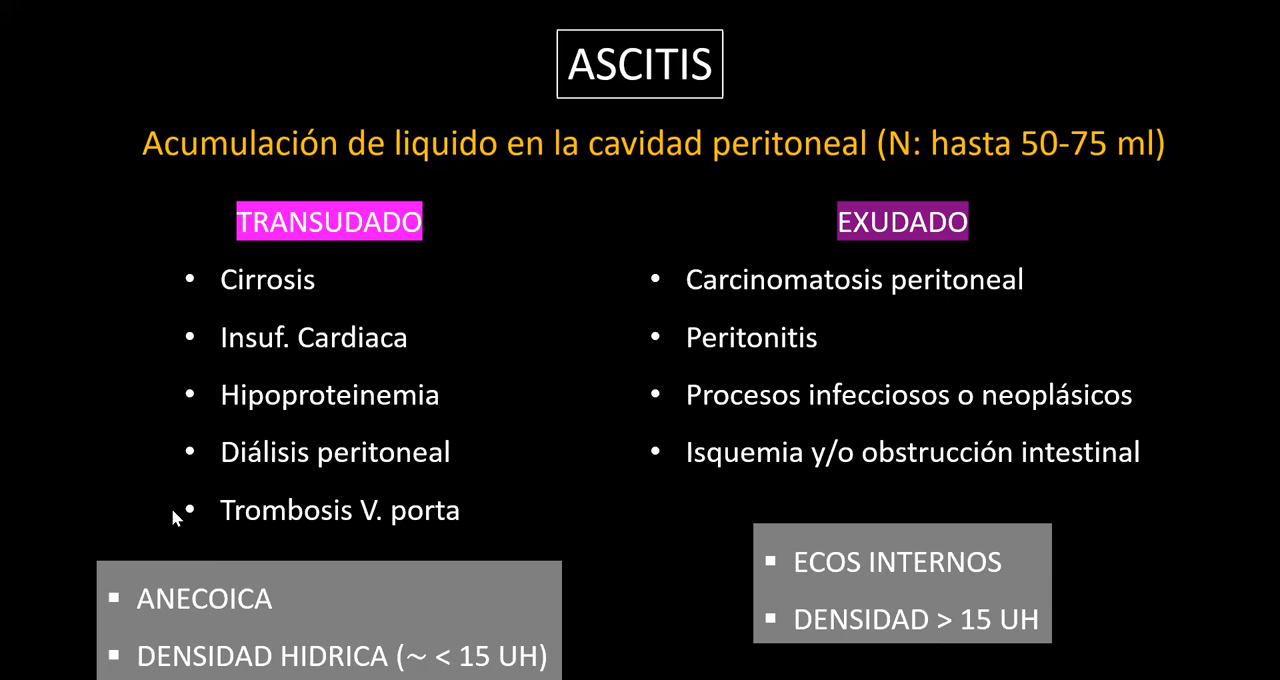 ASCITIS
Acumulación de liquido en la cavidad peritoneal (N: hasta 50-75 ml)
TRANSUDADO
• Cirrosis
• Insuf. Cardiaca
• Hipoproteinemia
• Diálisis peritoneal
• Trombosis V. porta
▪ ANECOICA
▪ DENSIDAD HIDRICA (~ < 15 UH)
EXUDADO
• Carcinomatosis peritoneal
• Peritonitis
• Procesos infecciosos o neoplásicos
• Isquemia y/o obstrucción intestinal
▪ ECOS INTERNOS
▪ DENSIDAD > 15 UH